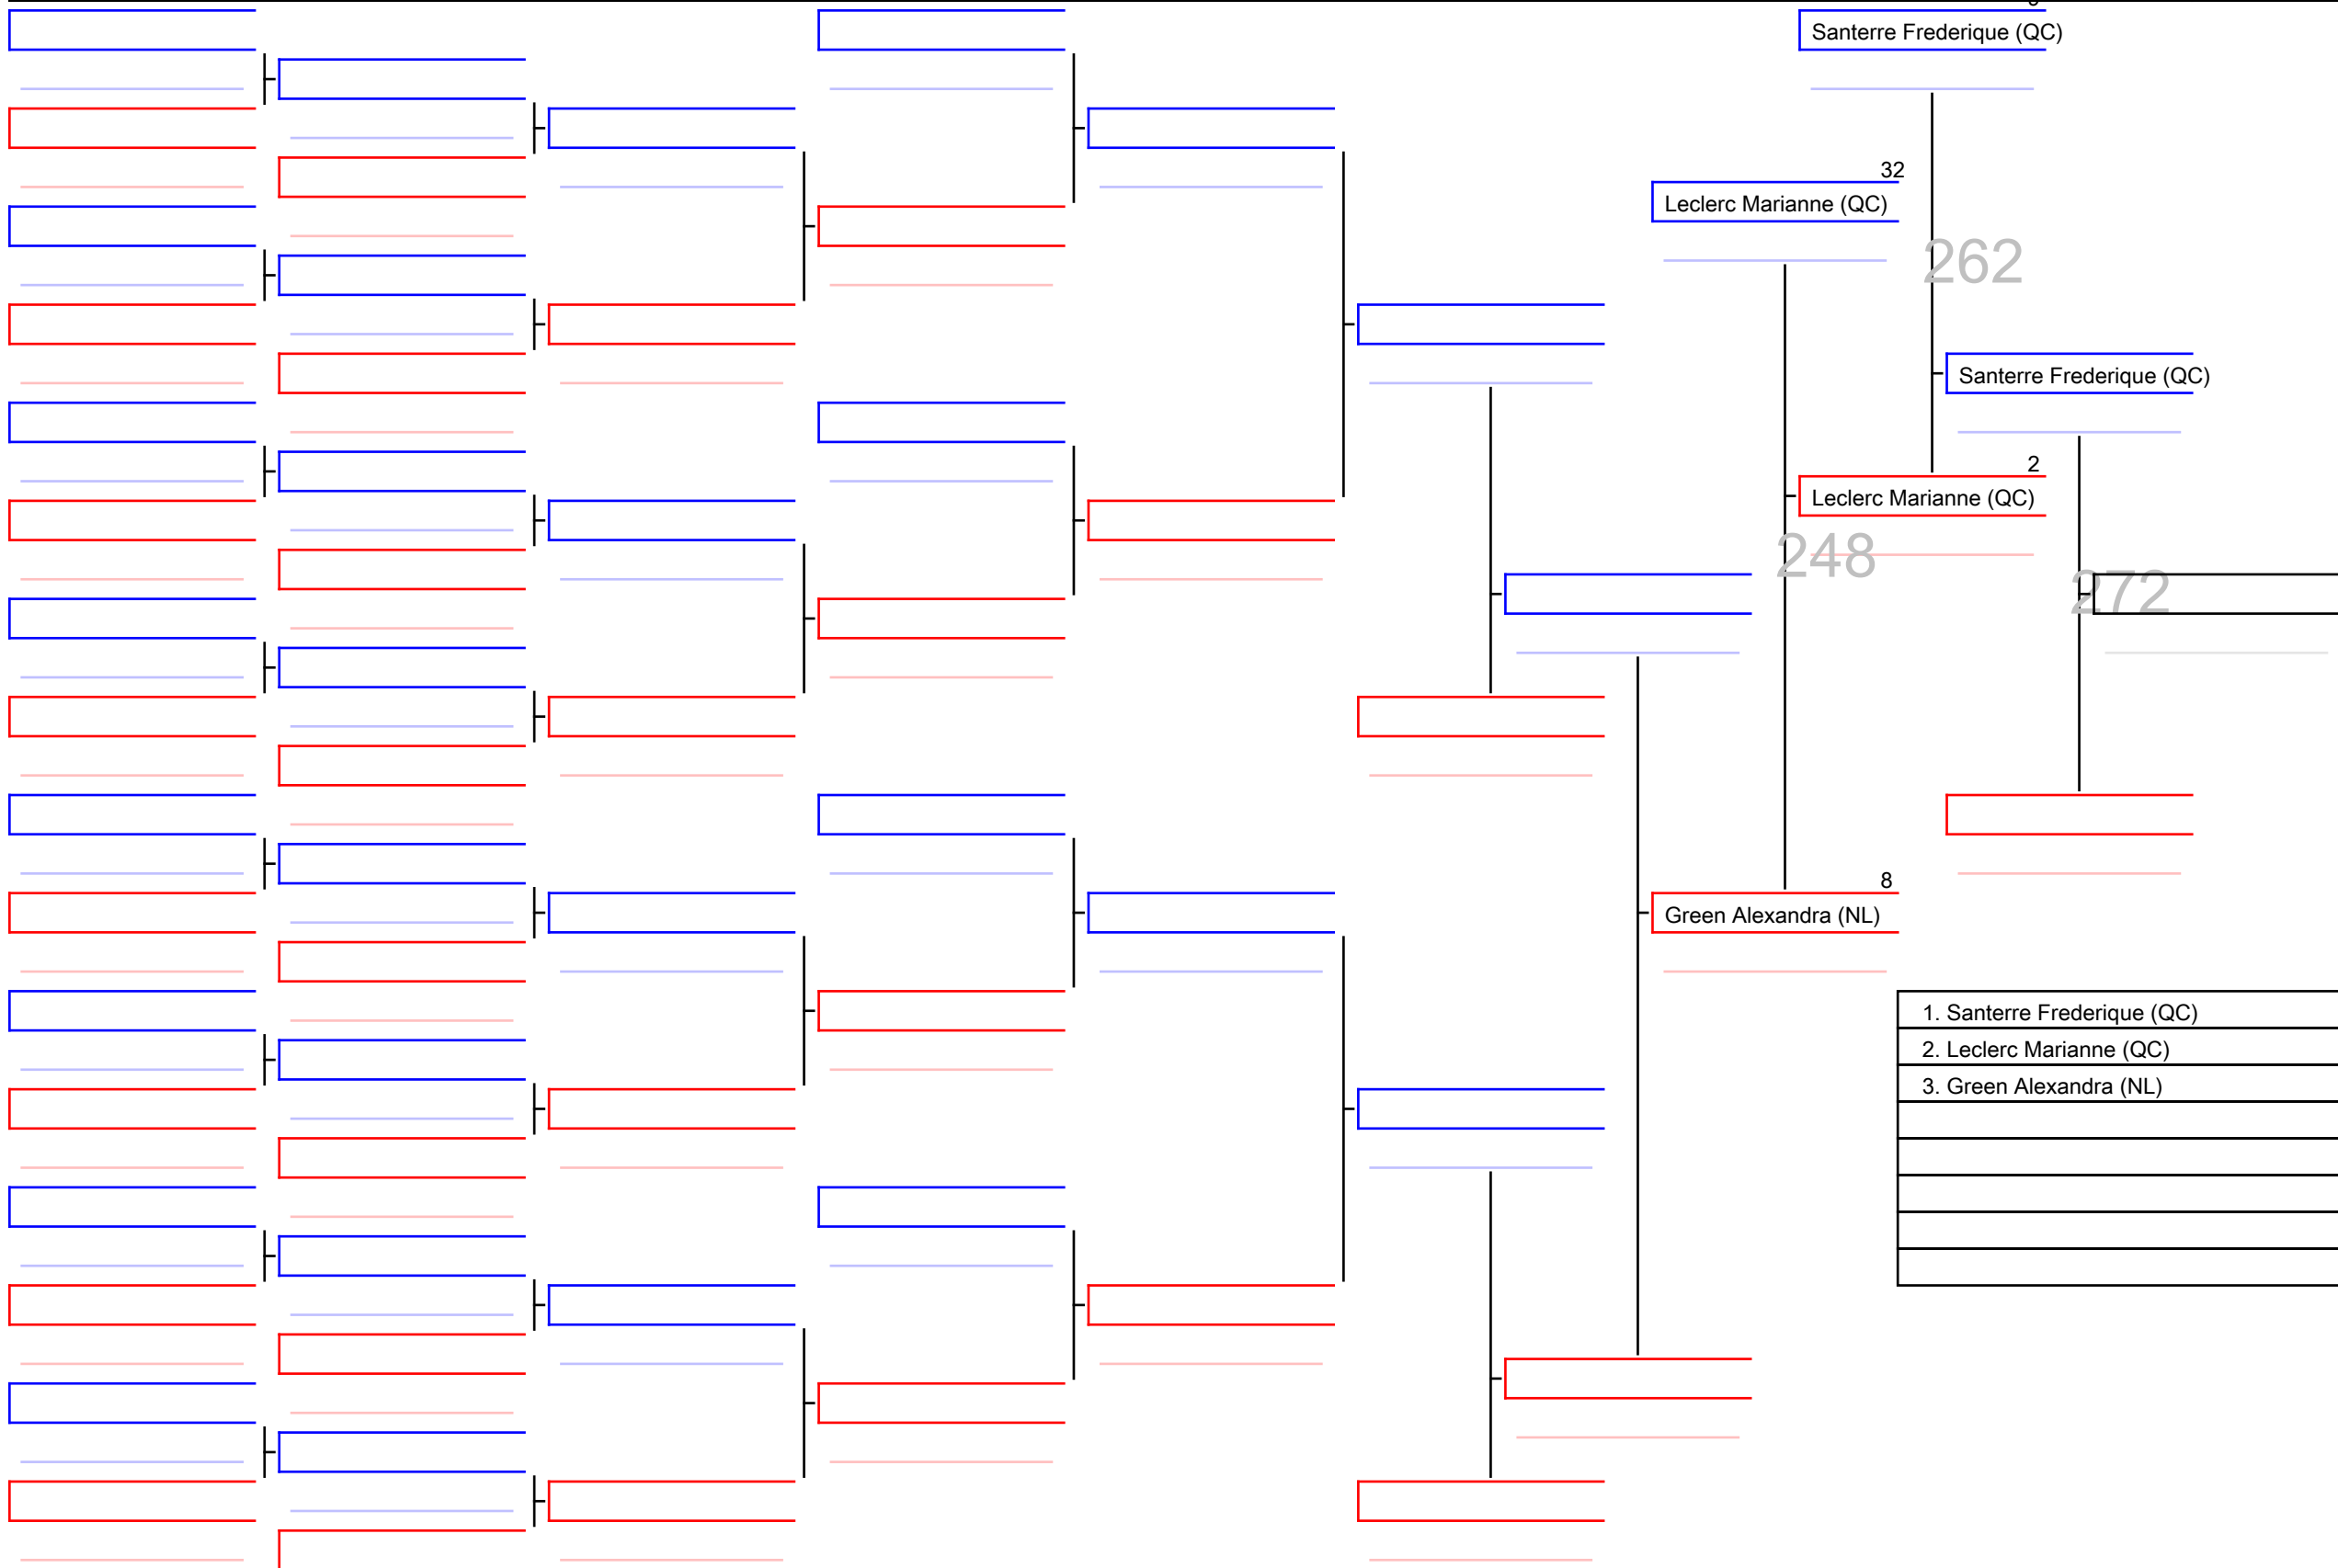 Santerre Frederique (QC)
32
Leclerc Marianne (QC)
262
Santerre Frederique (QC)
2
Leclerc Marianne (QC)
248
272
8
Green Alexandra (NL)
1. Santerre Frederique (QC)
2. Leclerc Marianne (QC)
3. Green Alexandra (NL)